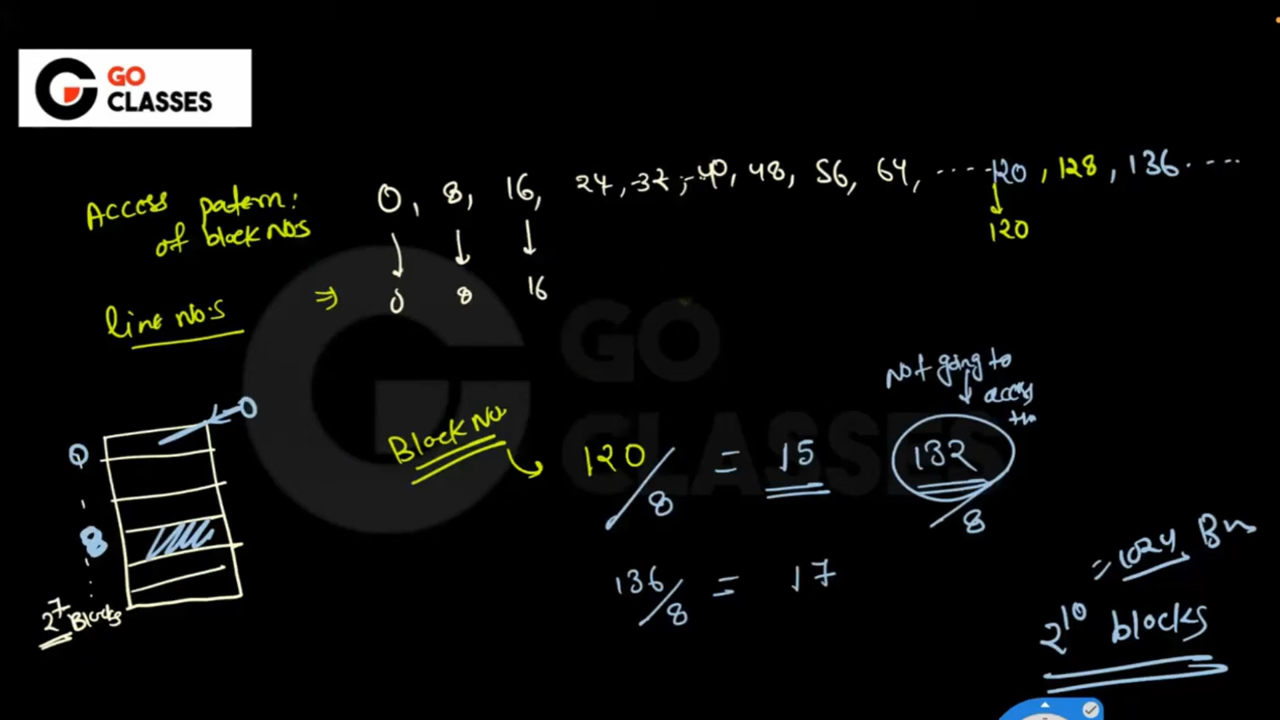 GO
CLASSES
Access pattern:
of block Nos
0, 8, 16, 24, 32, 40, 48, 56, 64, ..... 120, 128, 136 ....
120
line No.s ⇒ 0 8 16
GO
CLASSES
Not going to
access
0
0
8
2^7 Blocks
Block No
120/8 = 15
132/8
136/8 = 17
= 1024
2^10 blocks